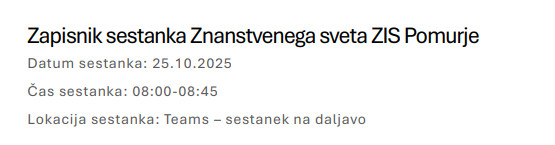 Zapisnik sestanka Znanstvenega sveta ZIS Pomurje
Datum sestanka: 25.10.2025
Čas sestanka: 08:00-08:45
Lokacija sestanka: Teams – sestanek na daljavo